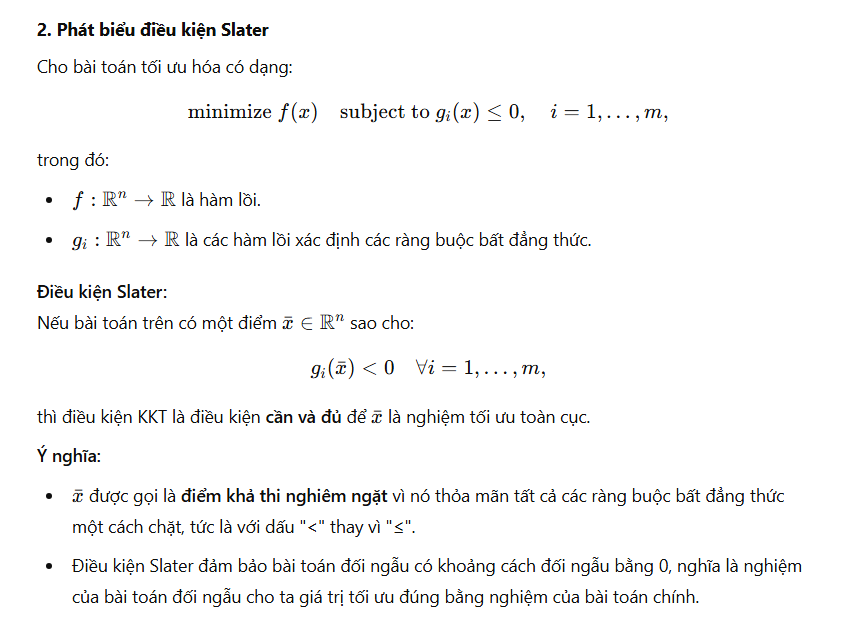 2. Phát biểu điều kiện Slater
Cho bài toán tối ưu hóa có dạng:
minimize f(x) subject to gᵢ(x) ≤ 0, i = 1, . . . , m,
trong đó:
• f : ℝⁿ → ℝ là hàm lồi.
• gᵢ : ℝⁿ → ℝ là các hàm lồi xác định các ràng buộc bất đẳng thức.
Điều kiện Slater:
Nếu bài toán trên có một điểm x̄ ∈ ℝⁿ sao cho:
gᵢ(x̄) < 0 ∀i = 1, . . . , m,
thì điều kiện KKT là điều kiện cần và đủ để x̄ là nghiệm tối ưu toàn cục.
Ý nghĩa:
• x̄ được gọi là điểm khả thi nghiêm ngặt vì nó thỏa mãn tất cả các ràng buộc bất đẳng thức
một cách chặt, tức là với dấu "<" thay vì "≤".
• Điều kiện Slater đảm bảo bài toán đối ngẫu có khoảng cách đối ngẫu bằng 0, nghĩa là nghiệm
của bài toán đối ngẫu cho ta giá trị tối ưu đúng bằng nghiệm của bài toán chính.